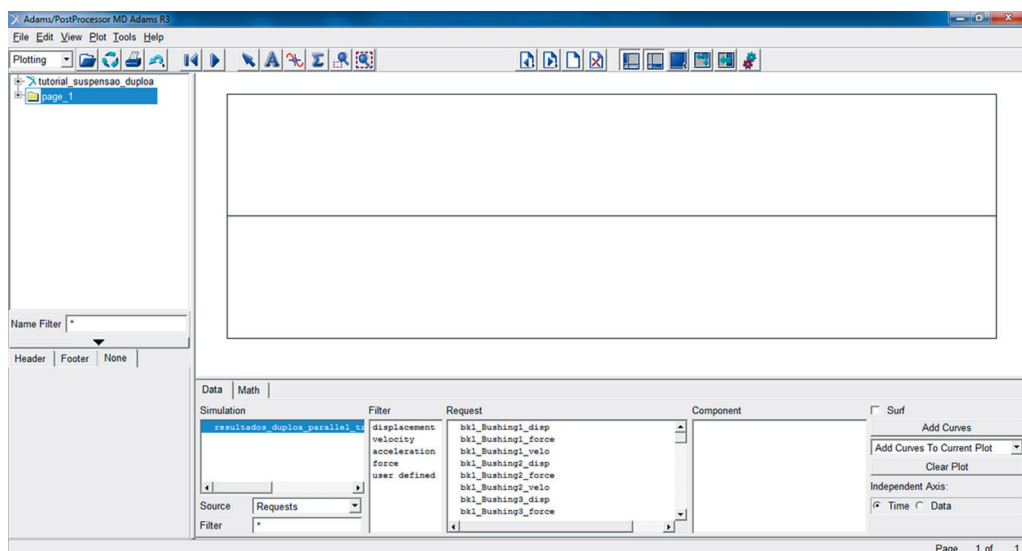 Adams/PostProcessor MD Adams R3
File Edit View Plot Tools Help
Plotting
tutorial_suspensao_duploa
page_1
Name Filter *
Header Footer None
Data Math
Simulation Filter Request Component Surf
resultados_duploa_parallel_tr
displacement
velocity
acceleration
force
user defined
bkl_Bushing1_disp
bkl_Bushing1_force
bkl_Bushing1_velo
bkl_Bushing2_disp
bkl_Bushing2_force
bkl_Bushing2_velo
bkl_Bushing3_disp
bkl_Bushing3_force
Add Curves
Add Curves To Current Plot
Clear Plot
Independent Axis:
Time Data
Source Requests
Filter *
Page 1 of 1